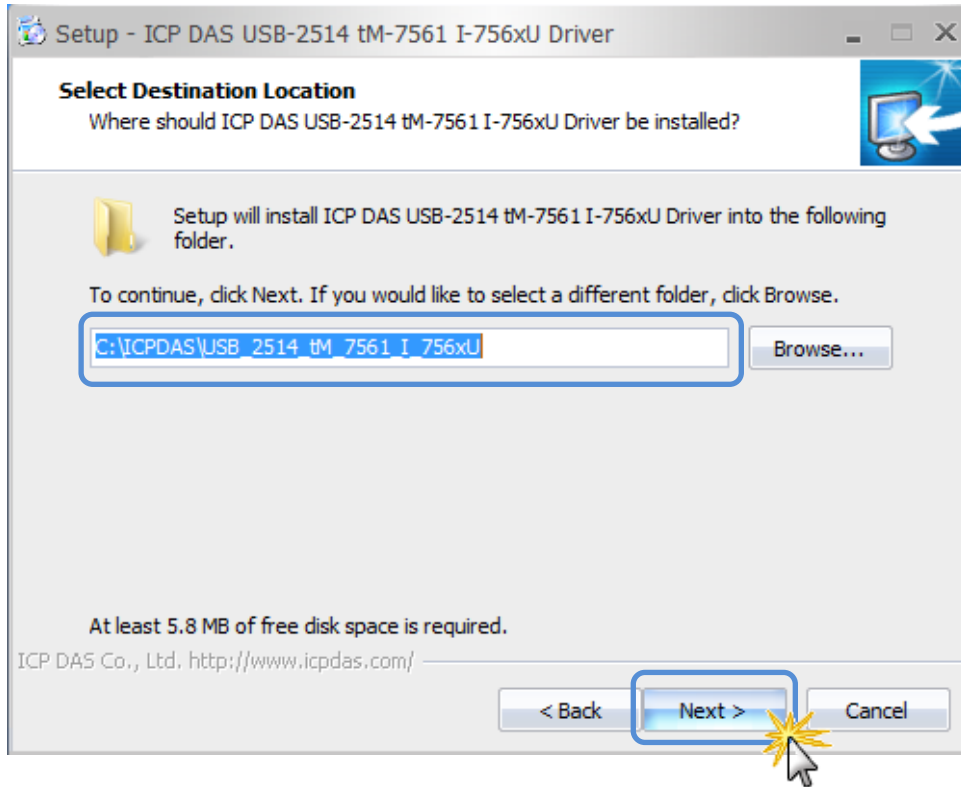 Setup - ICP DAS USB-2514 tM-7561 I-756xU Driver
Select Destination Location
Where should ICP DAS USB-2514 tM-7561 I-756xU Driver be installed?
Setup will install ICP DAS USB-2514 tM-7561 I-756xU Driver into the following
folder.
To continue, click Next. If you would like to select a different folder, click Browse.
C:\ICPDAS\USB_2514_tM_7561_I_756xU
Browse...
At least 5.8 MB of free disk space is required.
ICP DAS Co., Ltd. http://www.icpdas.com/
< Back
Next >
Cancel